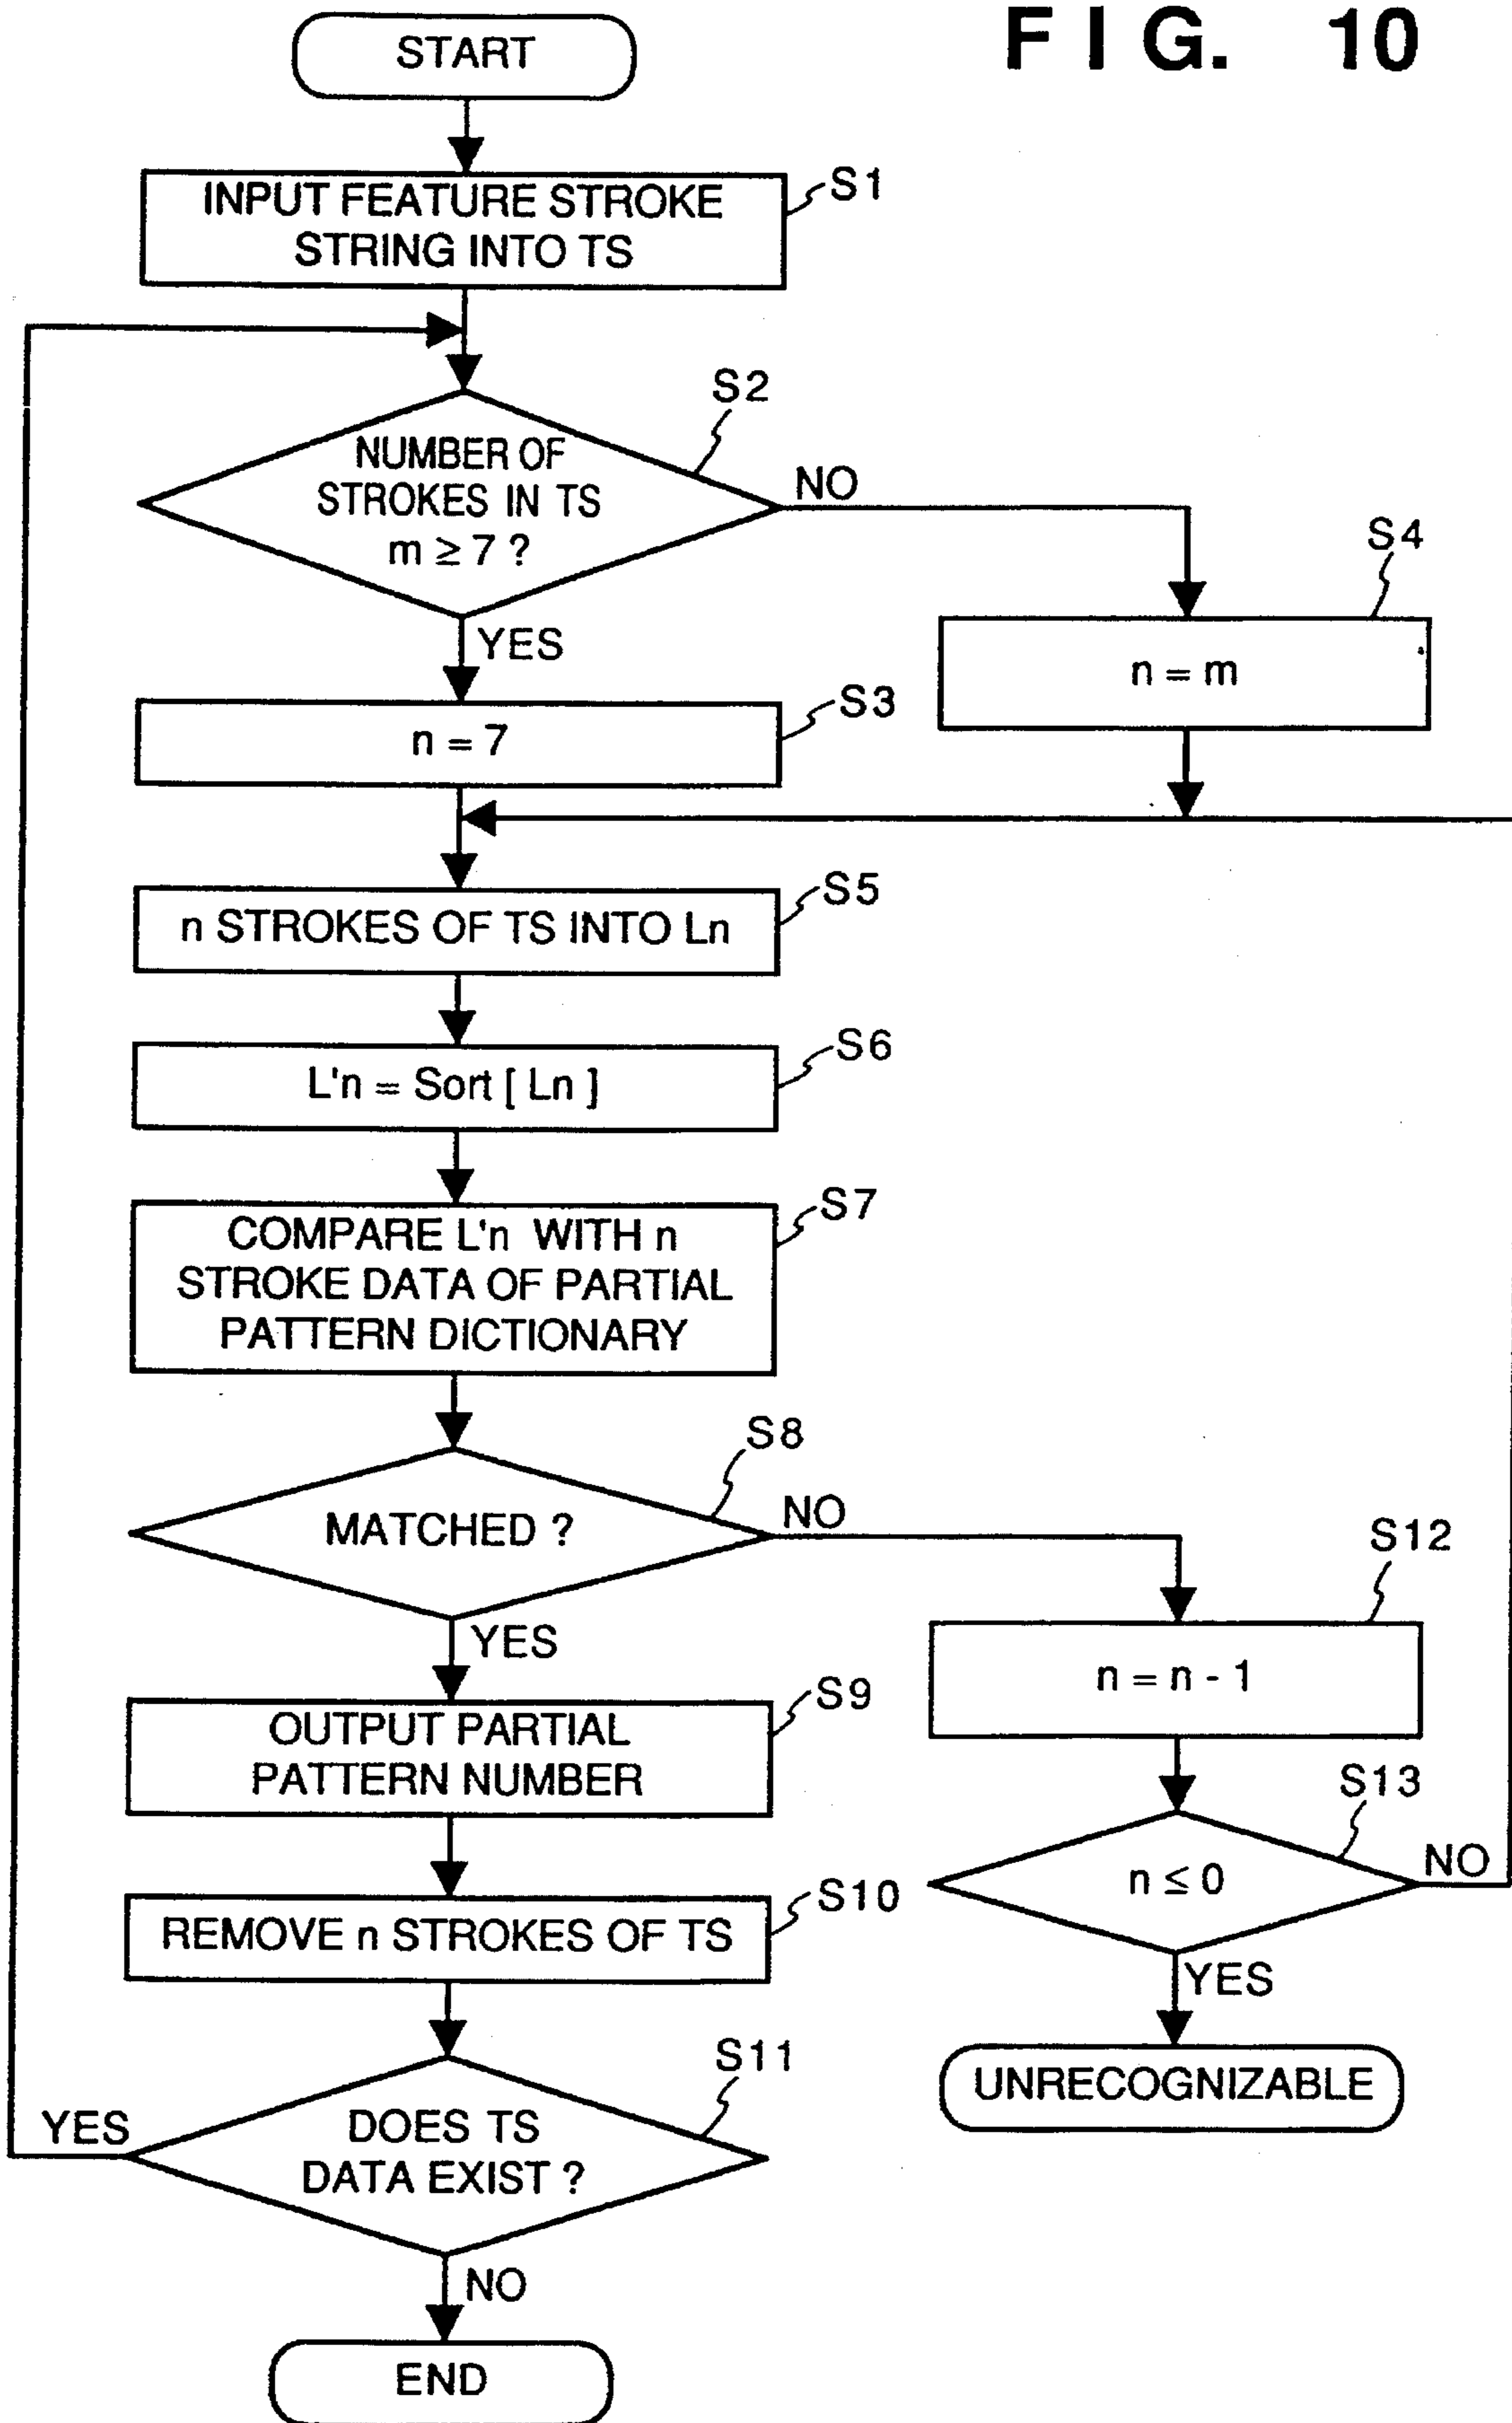 FIG. 10
START
INPUT FEATURE STROKE
STRING INTO TS
S1
S2
NUMBER OF
STROKES IN TS
m ≥ 7 ?
NO
S4
n = m
YES
S3
n = 7
S5
n STROKES OF TS INTO Ln
S6
L'n = Sort [ Ln ]
S7
COMPARE L'n WITH n
STROKE DATA OF PARTIAL
PATTERN DICTIONARY
S8
MATCHED ?
NO
S12
n = n - 1
YES
S9
OUTPUT PARTIAL
PATTERN NUMBER
S13
n ≤ 0
NO
S10
REMOVE n STROKES OF TS
YES
UNRECOGNIZABLE
S11
YES
DOES TS
DATA EXIST ?
NO
END